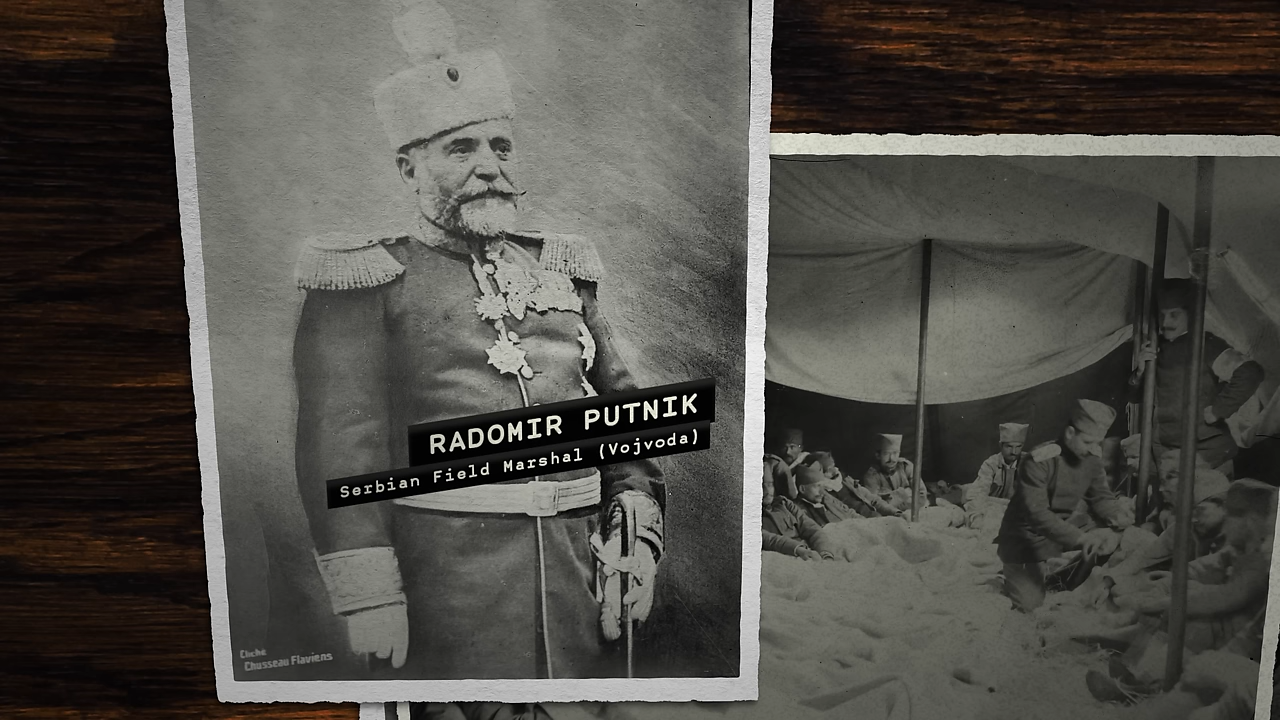 RADOMIR PUTNIK
Serbian Field Marshal (Vojvoda)
Cliché
Chusseau Flaviens